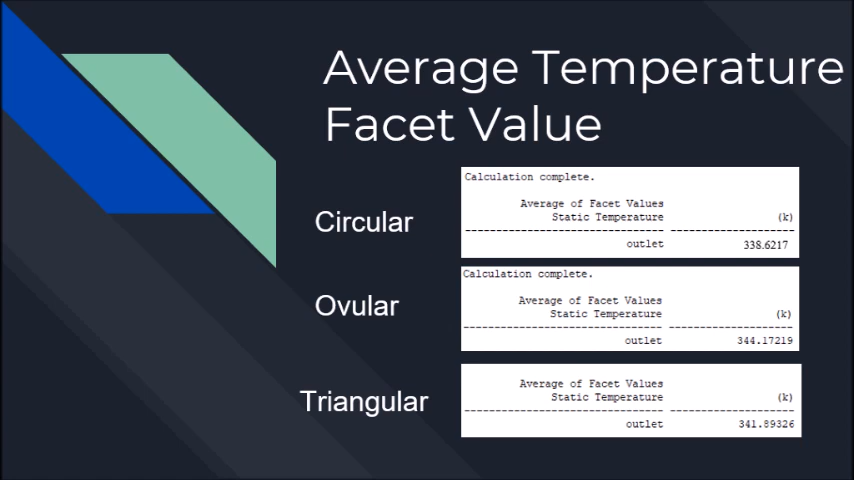 Average Temperature
Facet Value
Circular
Calculation complete.
Average of Facet Values
Static Temperature (k)
-------------------------------- --------------------
outlet 338.6217
Ovular
Calculation complete.
Average of Facet Values
Static Temperature (k)
-------------------------------- --------------------
outlet 344.17219
Triangular
Average of Facet Values
Static Temperature (k)
-------------------------------- --------------------
outlet 341.89326